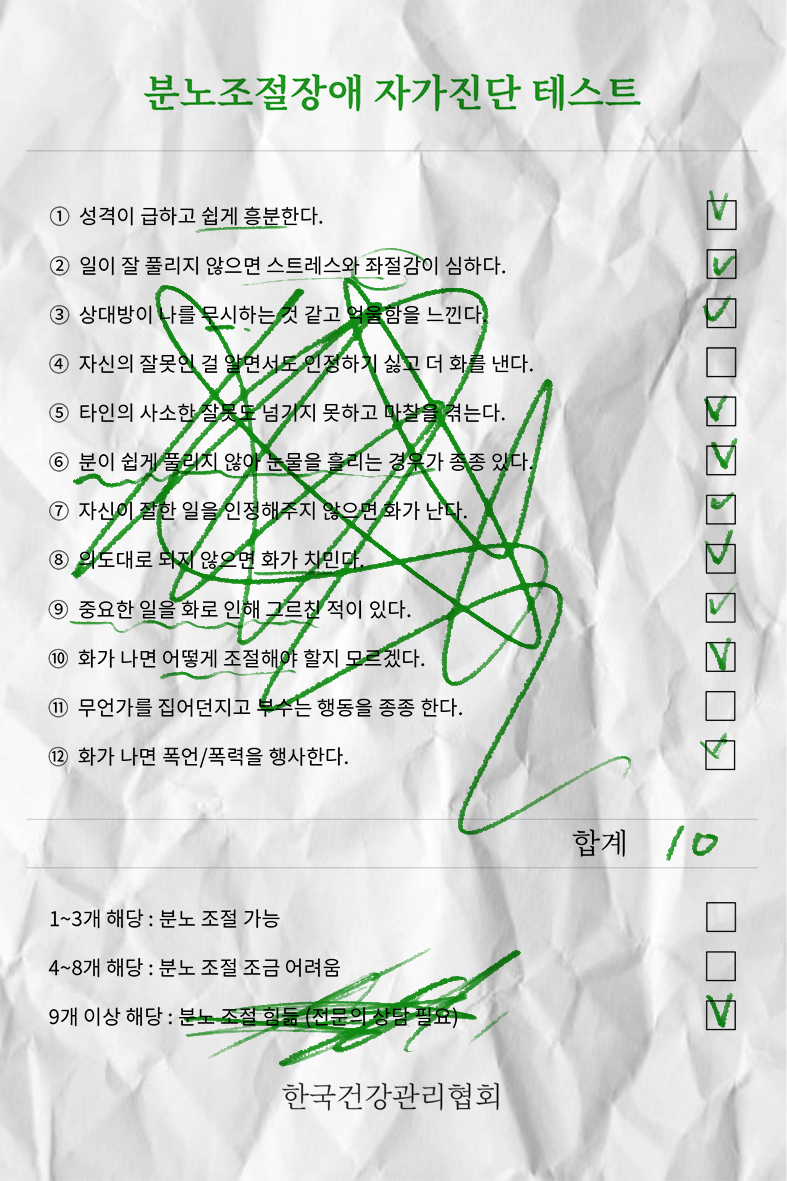 분노조절장애 자가진단 테스트
① 성격이 급하고 쉽게 흥분한다.
② 일이 잘 풀리지 않으면 스트레스와 좌절감이 심하다.
③ 상대방이 나를 무시하는 것 같고 억울함을 느낀다.
④ 자신의 잘못인 걸 알면서도 인정하기 싫고 더 화를 낸다.
⑤ 타인의 사소한 잘못도 넘기지 못하고 마찰을 겪는다.
⑥ 분이 쉽게 풀리지 않아 눈물을 흘리는 경우가 종종 있다.
⑦ 자신이 잘한 일을 인정해주지 않으면 화가 난다.
⑧ 의도대로 되지 않으면 화가 치민다.
⑨ 중요한 일을 화로 인해 그르친 적이 있다.
⑩ 화가 나면 어떻게 조절해야 할지 모르겠다.
⑪ 무언가를 집어던지고 부수는 행동을 종종 한다.
⑫ 화가 나면 폭언/폭력을 행사한다.
합계 10
1~3개 해당 : 분노 조절 가능
4~8개 해당 : 분노 조절 조금 어려움
9개 이상 해당 : 분노 조절 힘듦 (전문의 상담 필요)
한국건강관리협회